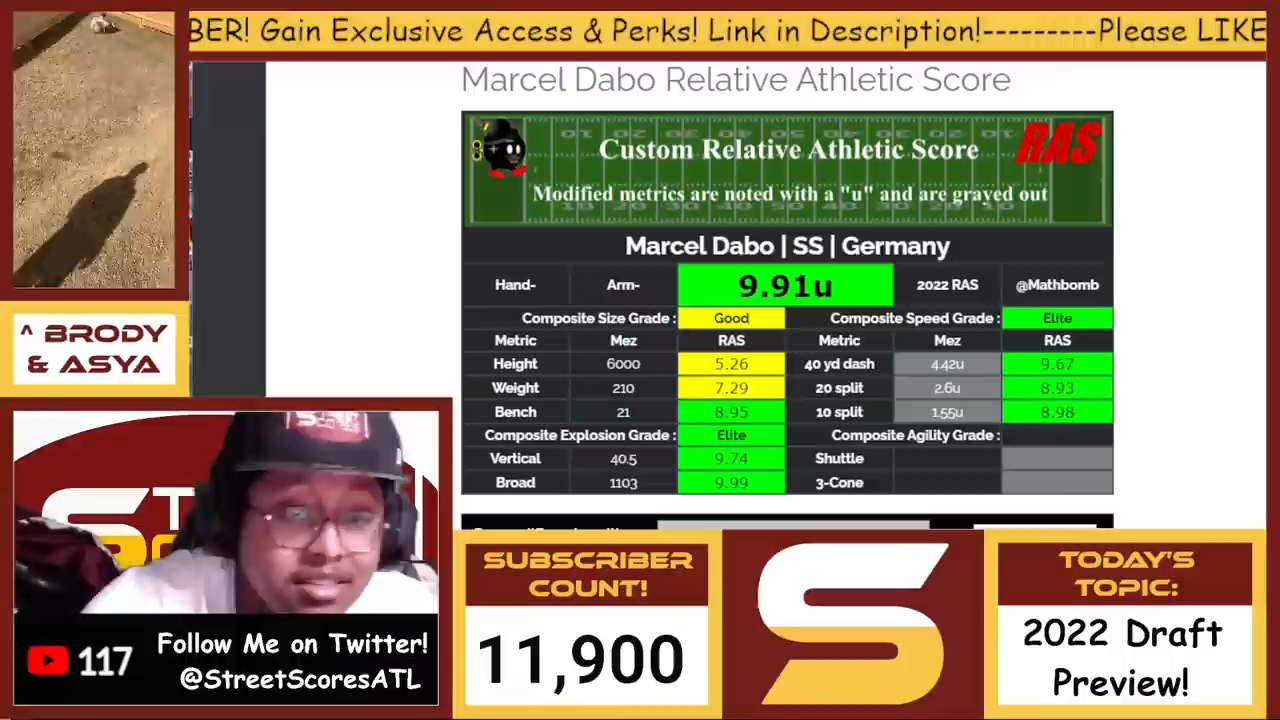 BER! Gain Exclusive Access & Perks! Link in Description!---------Please LIKE
Marcel Dabo Relative Athletic Score
Custom Relative Athletic Score
RAS
Modified metrics are noted with a "u" and are grayed out
Marcel Dabo | SS | Germany
Hand- Arm- 9.91u 2022 RAS @Mathbomb
Composite Size Grade : Good Composite Speed Grade : Elite
Metric Mez RAS Metric Mez RAS
Height 6000 5.26 40 yd dash 4.42u 9.67
Weight 210 7.29 20 split 2.6u 8.93
Bench 21 8.95 10 split 1.55u 8.98
Composite Explosion Grade : Elite Composite Agility Grade :
Vertical 40.5 9.74 Shuttle
Broad 1103 9.99 3-Cone
^ BRODY
& ASYA
117
Follow Me on Twitter!
@StreetScoresATL
SUBSCRIBER
COUNT!
11,900
S
TODAY'S
TOPIC:
2022 Draft
Preview!